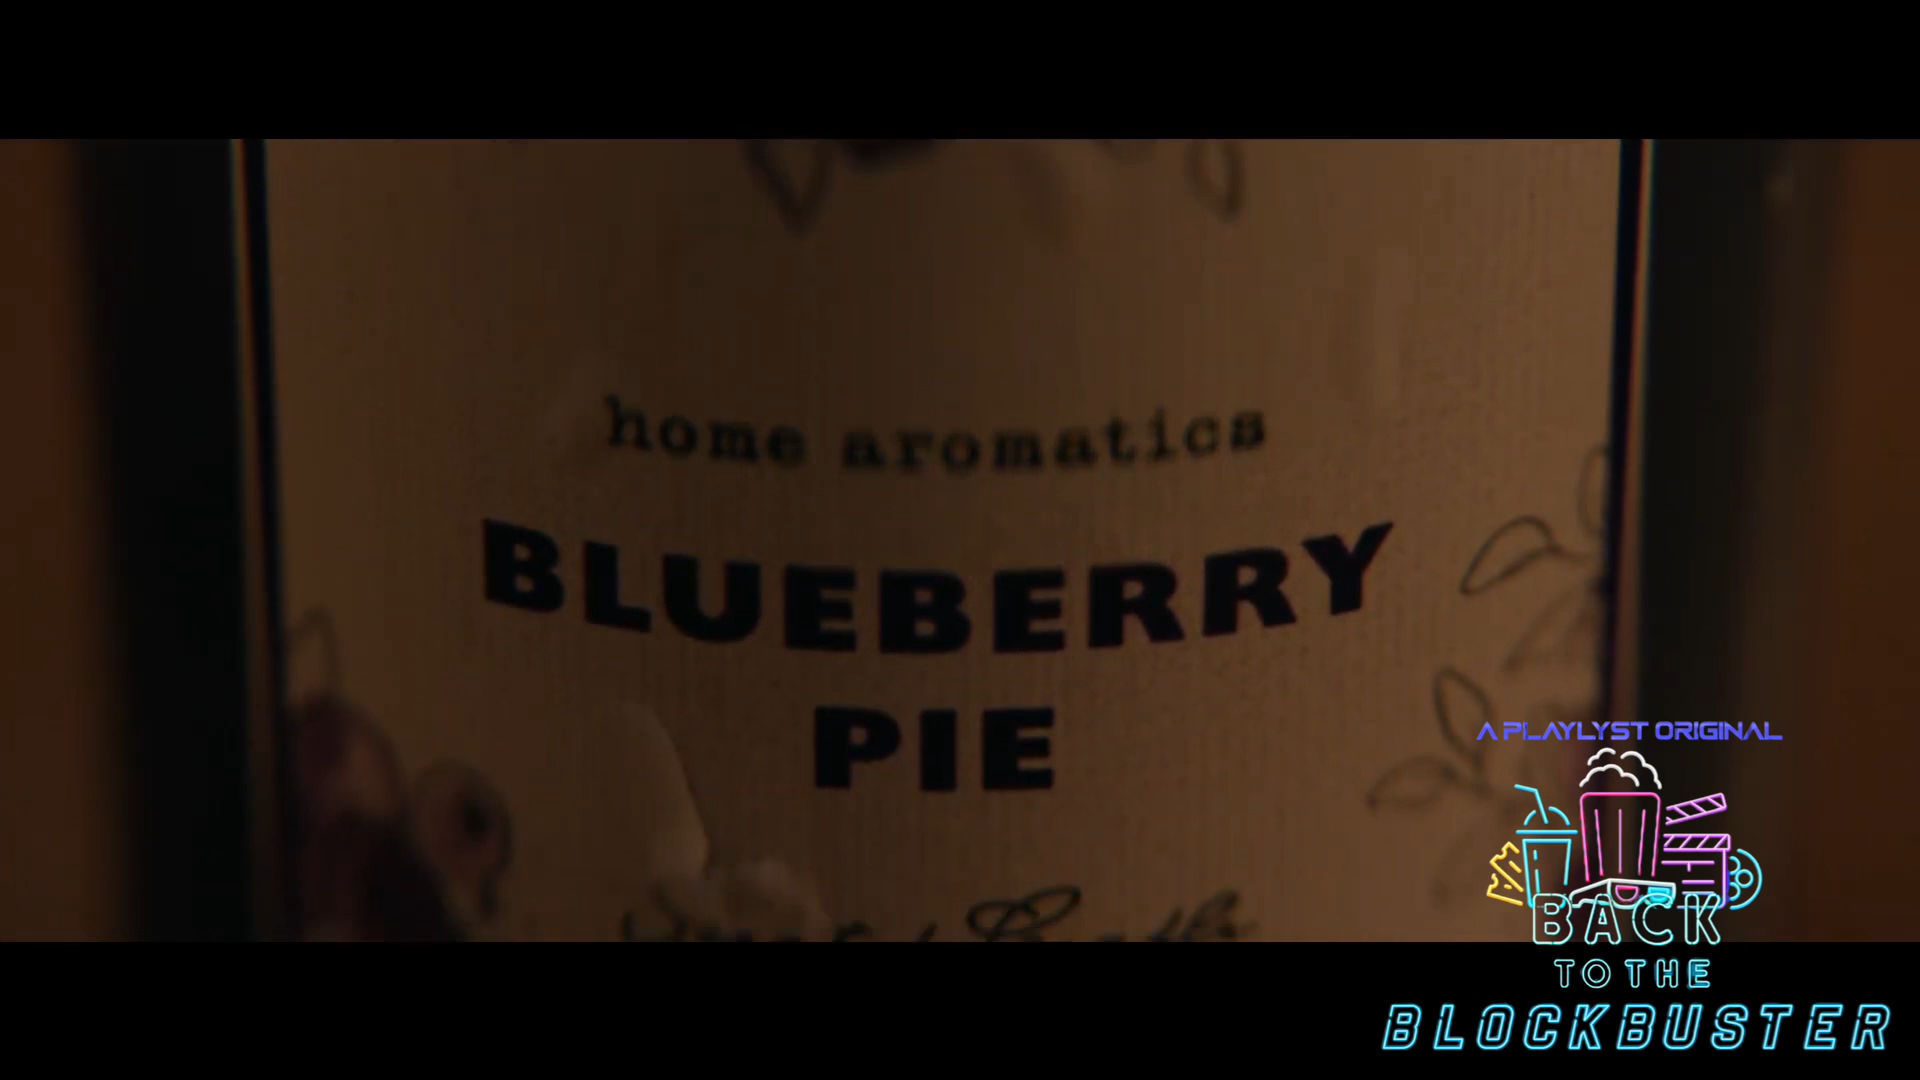 home aromatics
BLUEBERRY
PIE
A PLAYLYST ORIGINAL
BACK
TO THE
BLOCKBUSTER